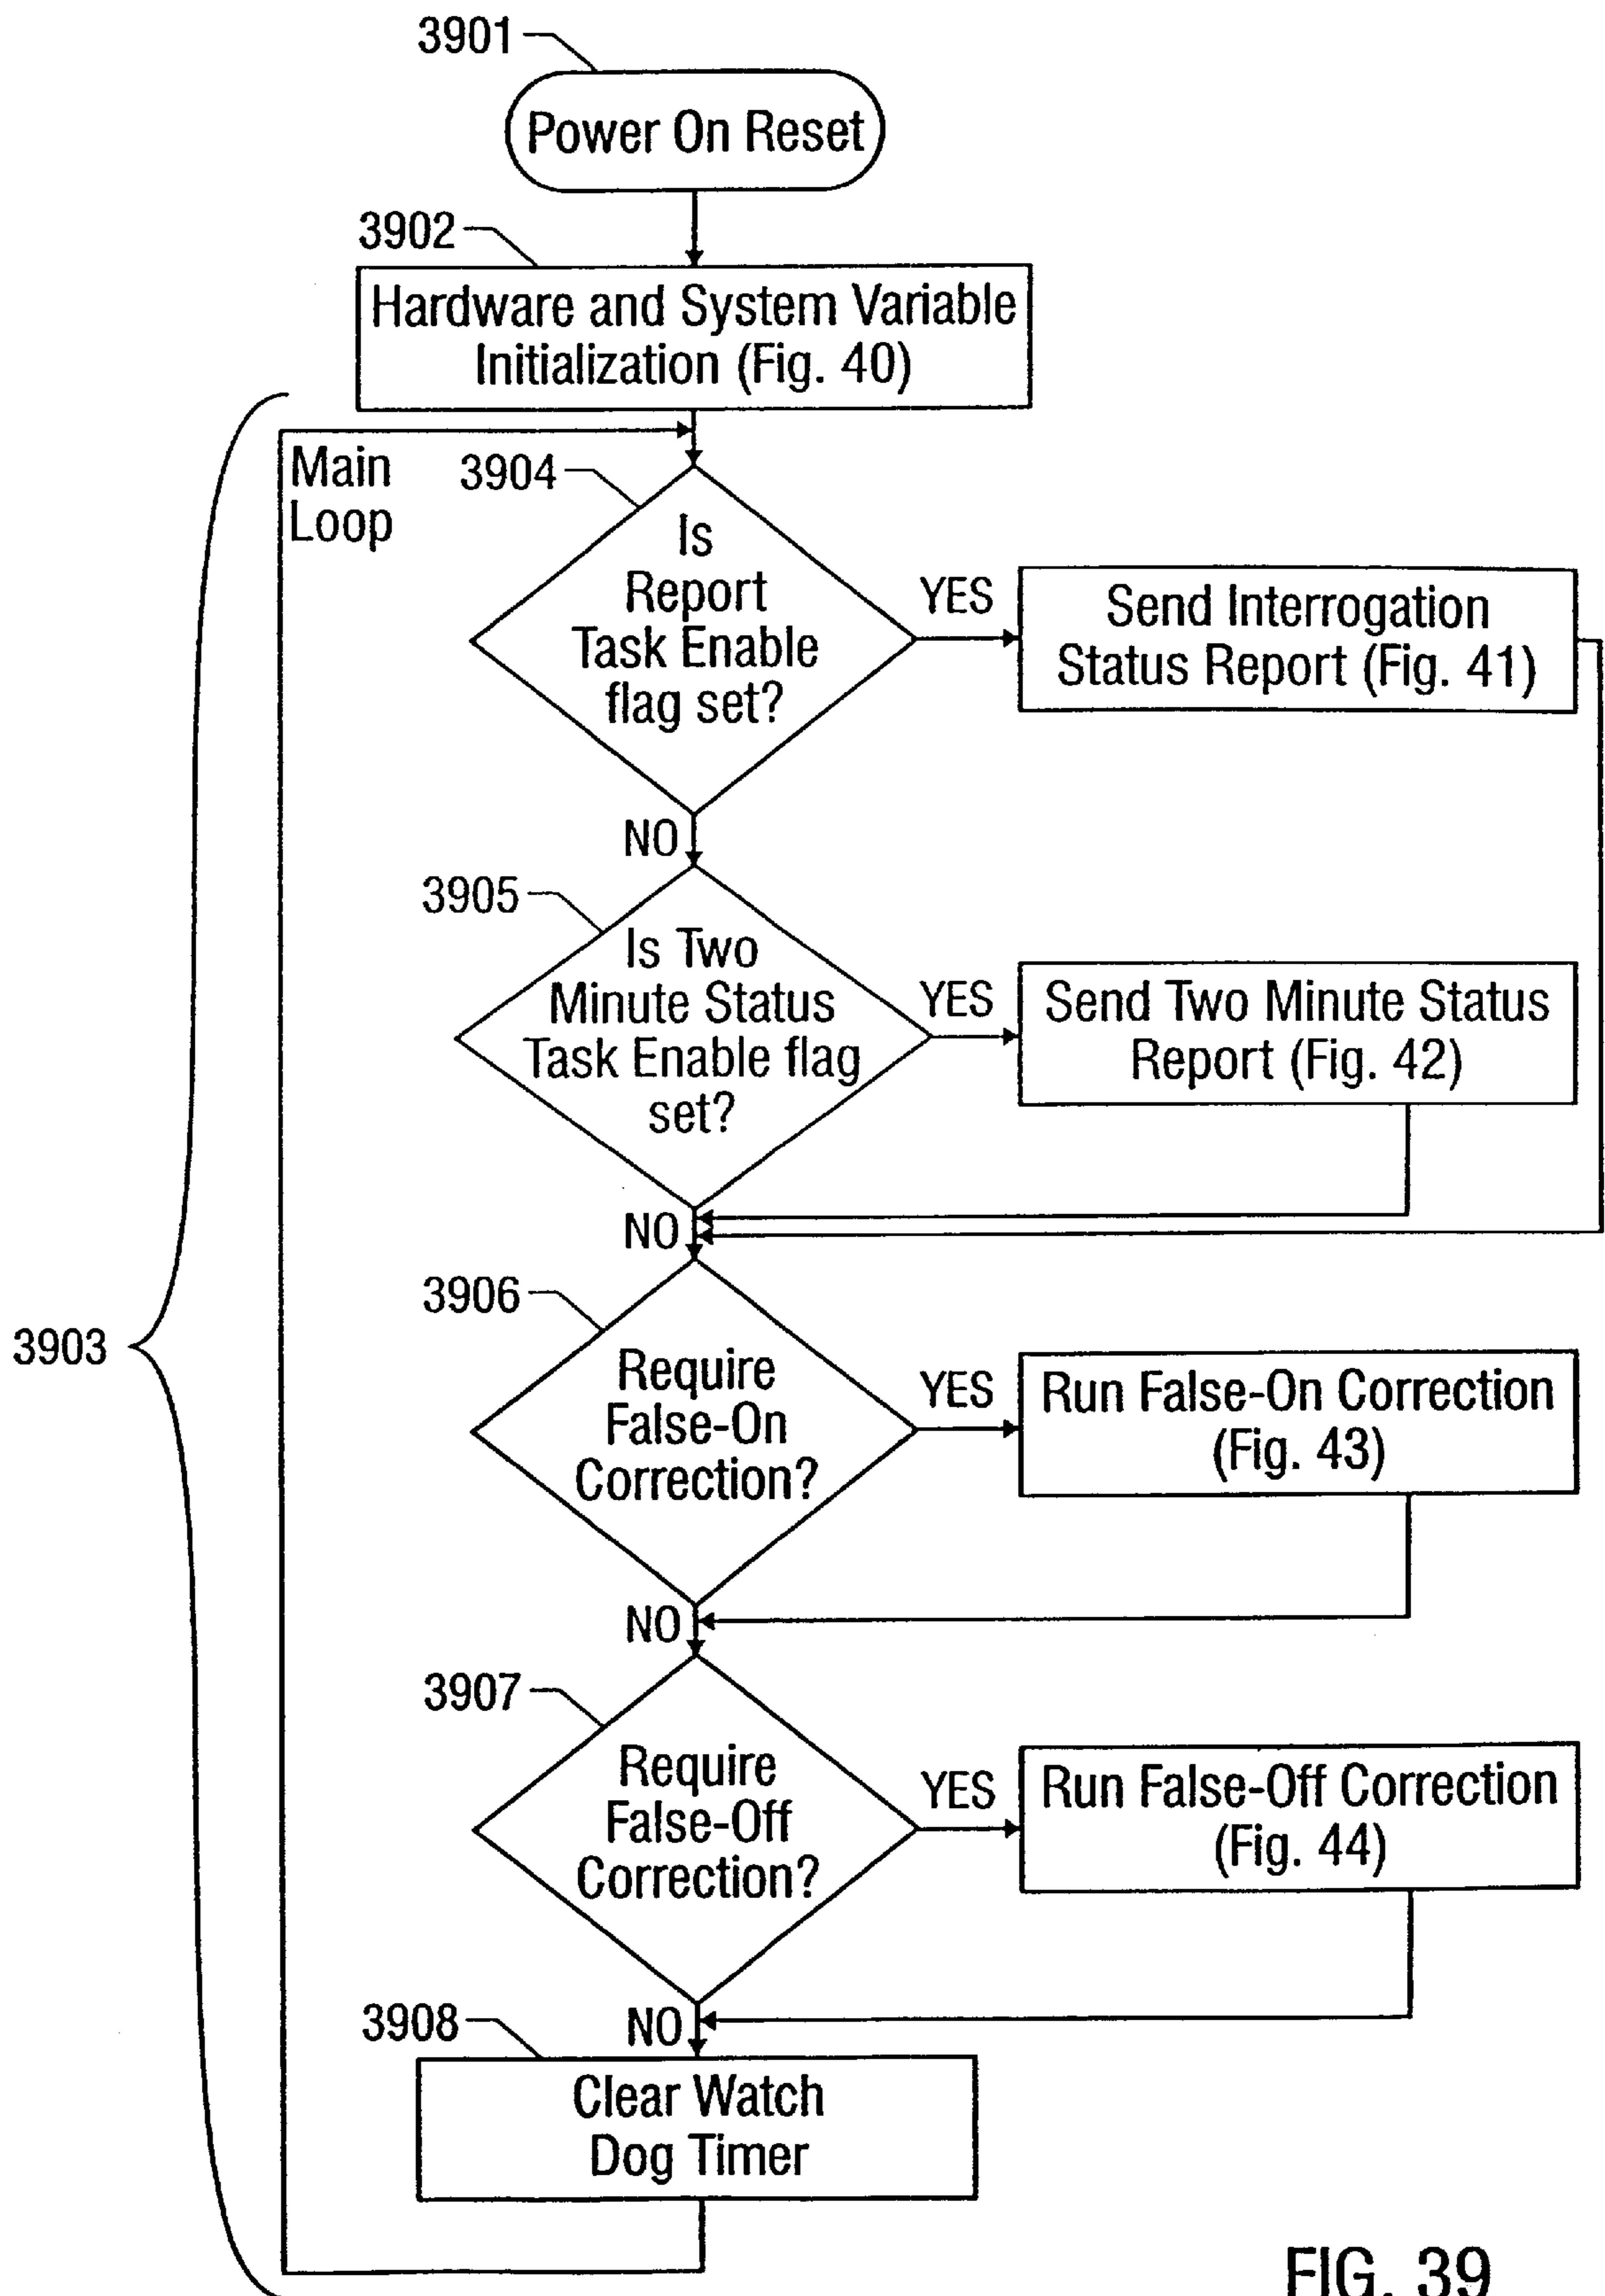 3901
Power On Reset
3902
Hardware and System Variable
Initialization (Fig. 40)
Main
Loop
3904
Is
Report
Task Enable
flag set?
YES
Send Interrogation
Status Report (Fig. 41)
NO
3905
Is Two
Minute Status
Task Enable flag
set?
YES
Send Two Minute Status
Report (Fig. 42)
NO
3906
3903
Require
False-On
Correction?
YES
Run False-On Correction
(Fig. 43)
NO
3907
Require
False-Off
Correction?
YES
Run False-Off Correction
(Fig. 44)
NO
3908
Clear Watch
Dog Timer
FIG. 39